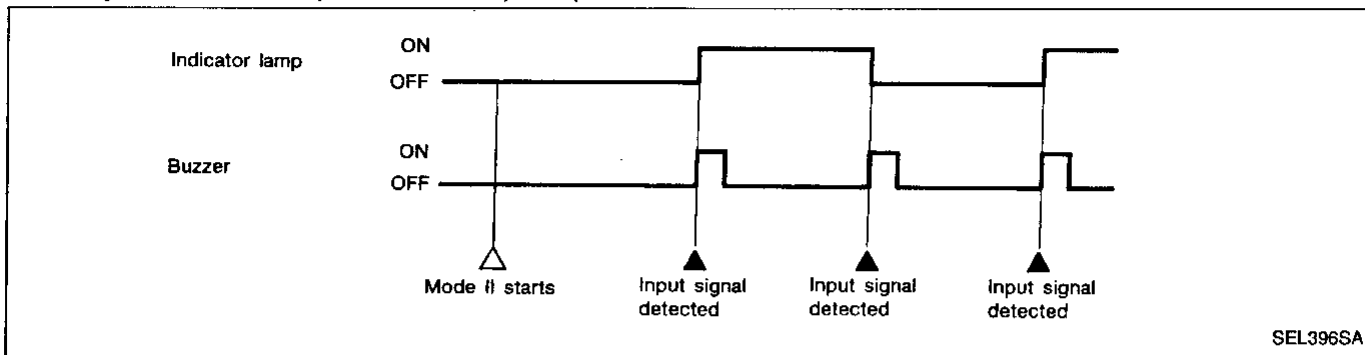 ON
Indicator lamp
OFF
ON
Buzzer
OFF
Mode II starts
Input signal
detected
Input signal
detected
Input signal
detected
SEL396SA